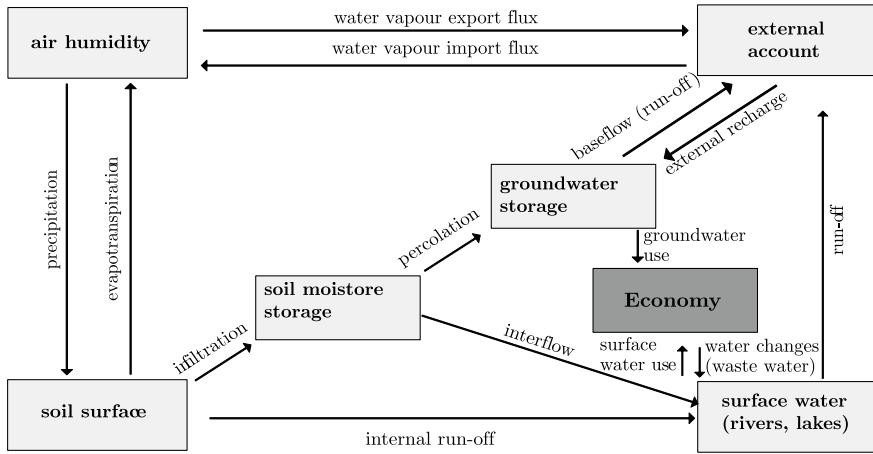 water vapour export flux
air humidity
external
account
water vapour import flux
baseflow (run-off)
external recharge
precipitation
evapotranspiration
groundwater
storage
percolation
groundwater
use
run-off
soil moistore
storage
Economy
infiltration
interflow
surface
water use
water changes
(waste water)
soil surface
surface water
(rivers, lakes)
internal run-off